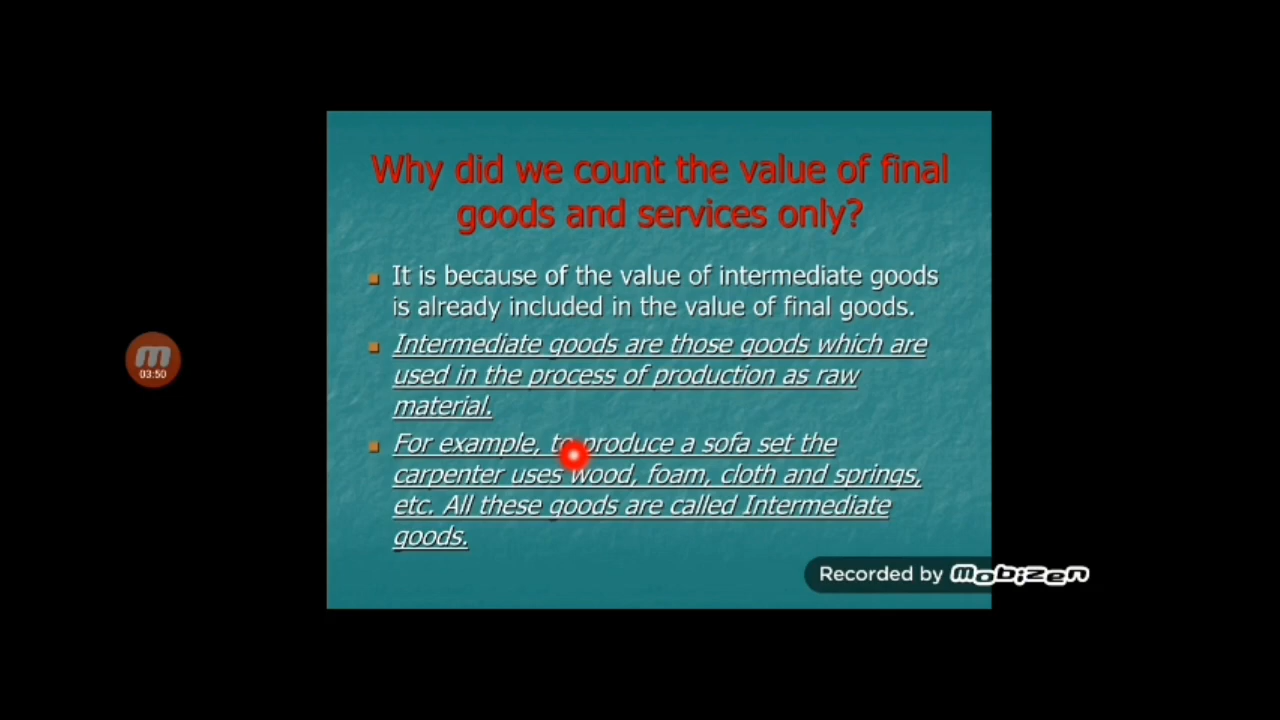 Why did we count the value of final
goods and services only?
It is because of the value of intermediate goods
is already included in the value of final goods.
Intermediate goods are those goods which are
used in the process of production as raw
material.
For example, to produce a sofa set the
carpenter uses wood, foam, cloth and springs,
etc. All these goods are called Intermediate
goods.
03:50
Recorded by mobizen